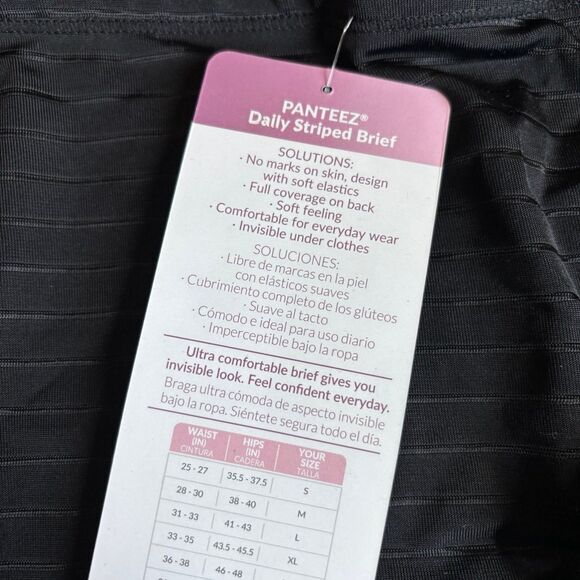 PANTEEZ®
Daily Striped Brief
SOLUTIONS:
· No marks on skin, design
with soft elastics
· Full coverage on back
· Soft feeling
· Comfortable for everyday wear
· Invisible under clothes
SOLUCIONES:
· Libre de marcas en la piel
con elásticos suaves
· Cubrimiento completo de los glúteos
· Suave al tacto
· Cómodo e ideal para uso diario
· Imperceptible bajo la ropa
Ultra comfortable brief gives you
invisible look. Feel confident everyday.
Braga ultra cómoda de aspecto invisible
bajo la ropa. Siéntete segura todo el día.
WAIST (IN) CINTURA HIPS (IN) CADERA YOUR SIZE TALLA
25 - 27 35.5 - 37.5 S
28 - 30 38 - 40 M
31 - 33 41 - 43 L
33 - 35 43.5 - 45.5 XL
36 - 38 46 - 48